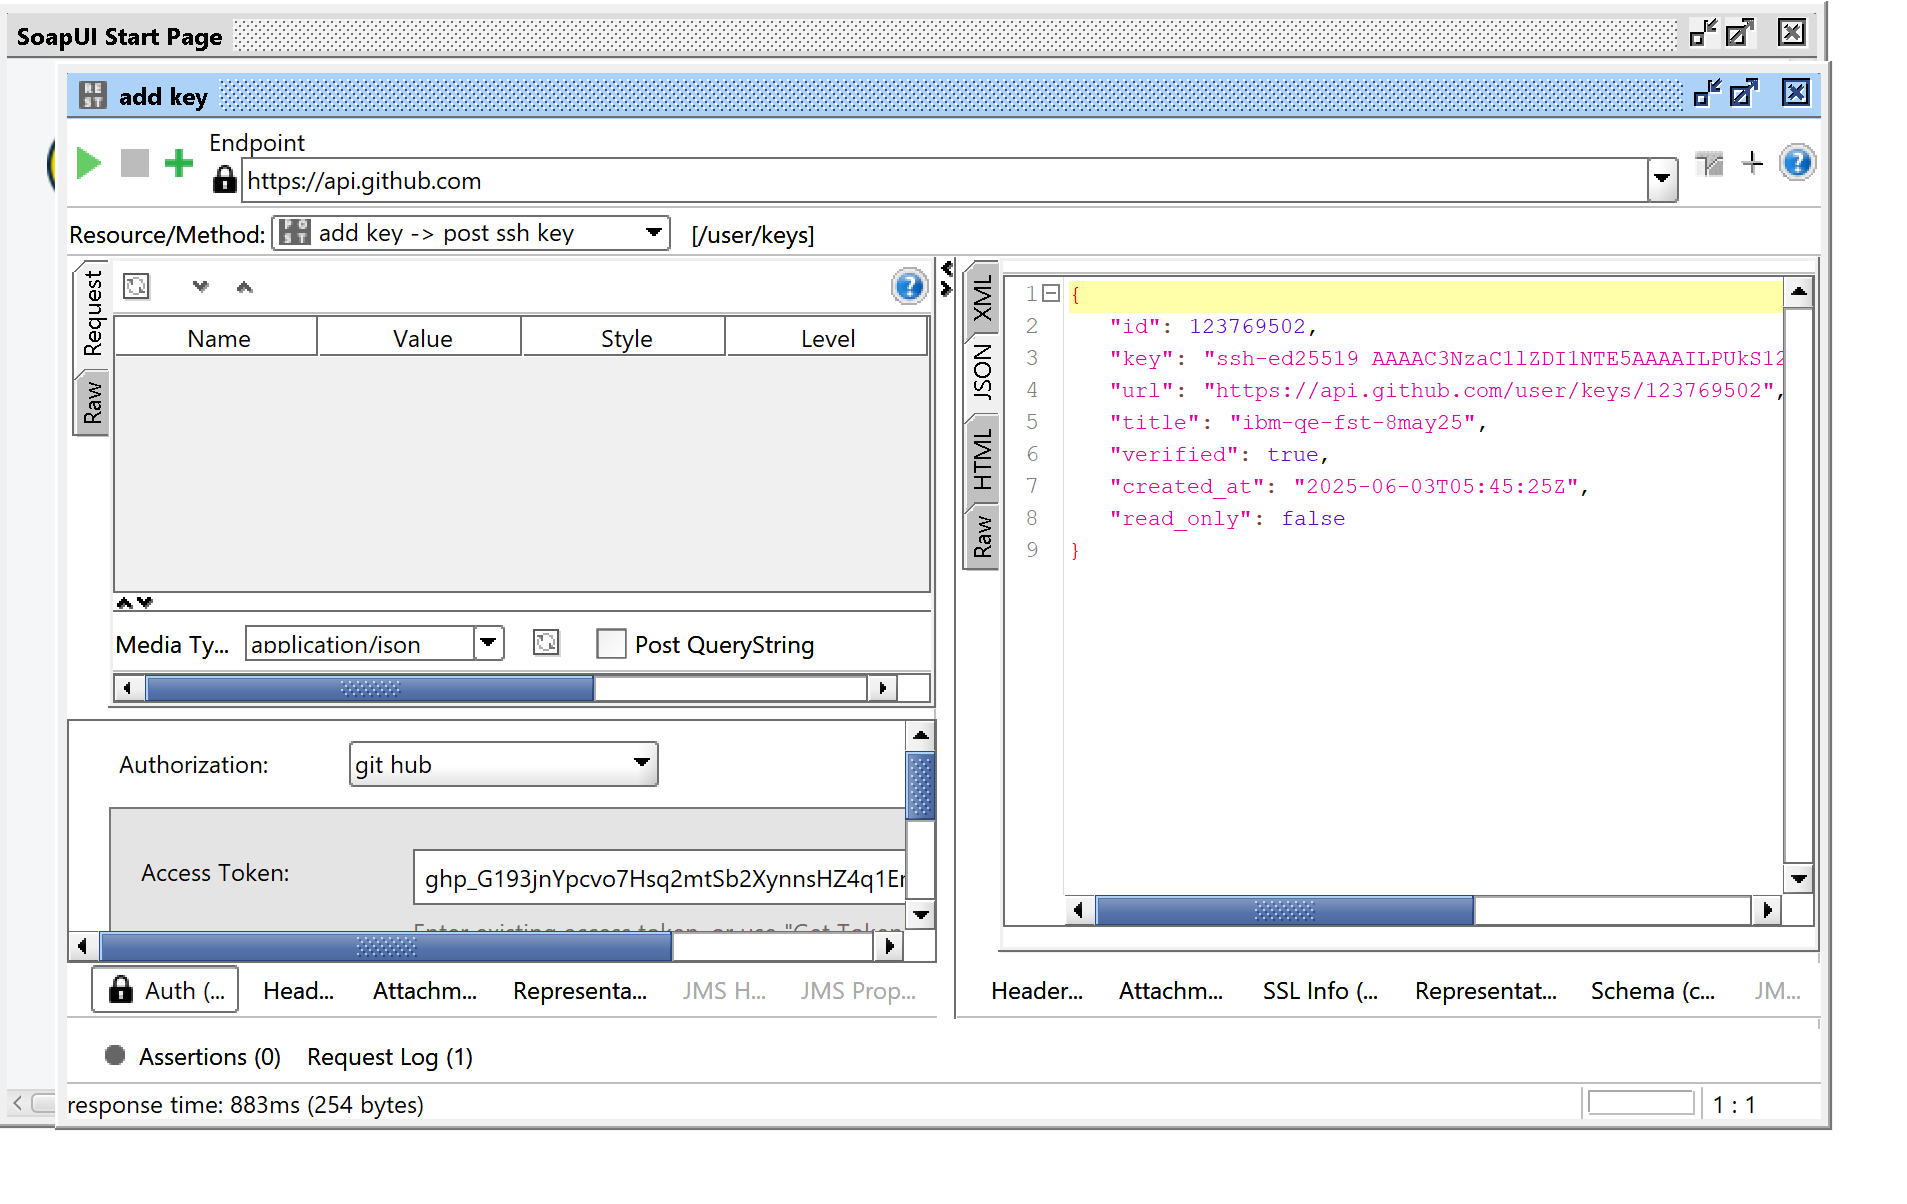 SoapUI Start Page
add key
Endpoint
https://api.github.com
Resource/Method: add key -> post ssh key [/user/keys]
Request
Raw
Name Value Style Level
Media Ty... application/json Post QueryString
Authorization: git hub
Access Token: ghp_G193jnYpcvo7Hsq2mtSb2XynnsHZ4q1Er
Enter existing access token, or use "Get Token
Auth (... Head... Attachm... Representa... JMS H... JMS Prop...
XML
JSON
HTML
Raw
1 {
2 "id": 123769502,
3 "key": "ssh-ed25519 AAAAC3NzaC1lZDI1NTE5AAAAILPUkS12
4 "url": "https://api.github.com/user/keys/123769502",
5 "title": "ibm-qe-fst-8may25",
6 "verified": true,
7 "created_at": "2025-06-03T05:45:25Z",
8 "read_only": false
9 }
Header... Attachm... SSL Info (... Representat... Schema (c... JM...
Assertions (0) Request Log (1)
response time: 883ms (254 bytes)
1 : 1